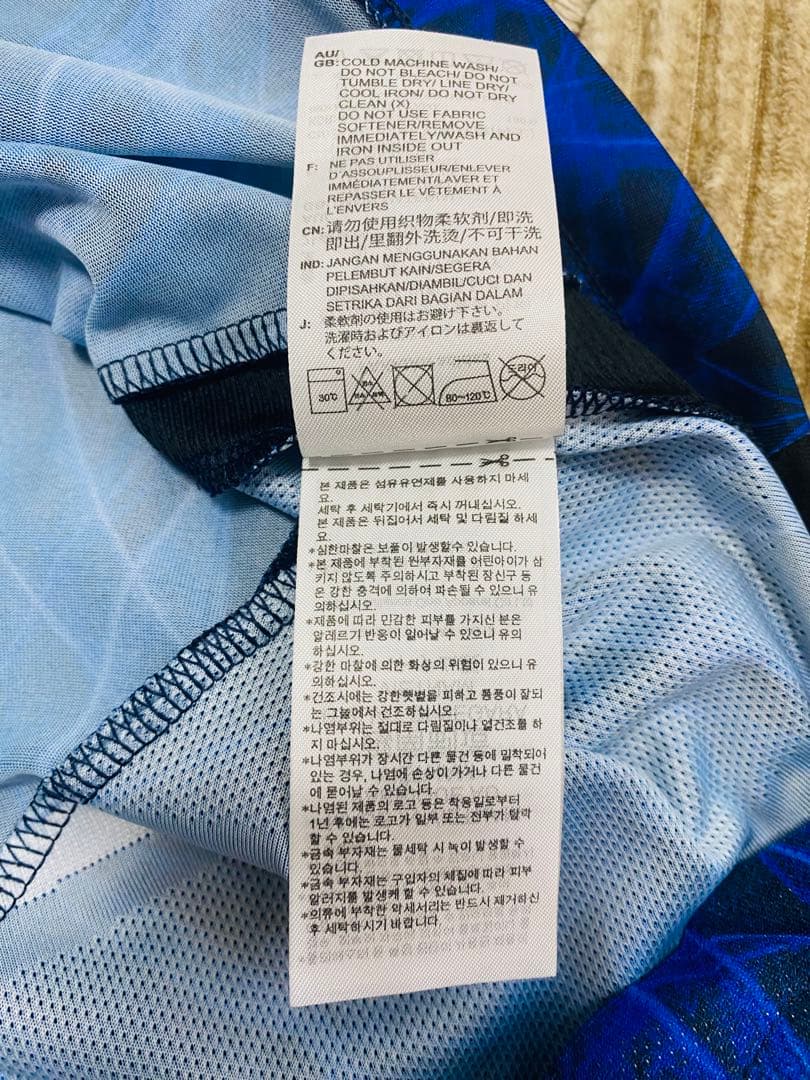 AU/
GB: COLD MACHINE WASH/
DO NOT BLEACH/ DO NOT
TUMBLE DRY/ LINE DRY/
COOL IRON/ DO NOT DRY
CLEAN (X)
DO NOT USE FABRIC
SOFTENER/REMOVE
IMMEDIATELY/WASH AND
IRON INSIDE OUT
F: NE PAS UTILISER
D'ASSOUPLISSEUR/ENLEVER
IMMÉDIATEMENT/LAVER ET
REPASSER LE VÊTEMENT À
L'ENVERS
CN: 请勿使用织物柔软剂/即洗
即出/里翻外洗烫/不可干洗
IND: JANGAN MENGGUNAKAN BAHAN
PELEMBUT KAIN/SEGERA
DIPISAHKAN/DIAMBIL/CUCI DAN
SETRIKA DARI BAGIAN DALAM
J: 柔軟剤の使用はお避け下さい。
洗濯時およびアイロンは裏返して
ください。
30℃ 80~120℃ 드라이
본 제품은 섬유유연제를 사용하지 마세
요.
세탁 후 세탁기에서 즉시 꺼내십시오.
본 제품은 뒤집어서 세탁 및 다림질 하세
요.
*심한마찰은 보풀이 발생할수 있습니다.
*본 제품에 부착된 원부자재를 어린아이가 삼
키지 않도록 주의하시고 부착된 장신구 등
은 강한 충격에 의하여 파손될 수 있으니 유
의하십시오.
*제품에 따라 민감한 피부를 가지신 분은
알레르기 반응이 일어날 수 있으니 유의
하십시오.
*강한 마찰에 의한 화상의 위험이 있으니 유
의하십시오.
*건조시에는 강한햇볕을 피하고 통풍이 잘되
는 그늘에서 건조하십시오.
*나염부위는 절대로 다림질이나 열건조를 하
지 마십시오.
*나염부위가 장시간 다른 물건 등에 밀착되어
있는 경우, 나염에 손상이 가거나 다른 물건
에 묻어날 수 있습니다.
*나염된 제품의 로고 등은 착용일로부터
1년 후에는 로고가 일부 또는 전부가 탈락
할 수 있습니다.
*금속 부자재는 물세탁 시 녹이 발생할 수
있습니다.
*금속 부자재는 구입자의 체질에 따라 피부
알러지를 발생케 할 수 있습니다.
*의류에 부착한 악세서리는 반드시 제거하신
후 세탁하시기 바랍니다.